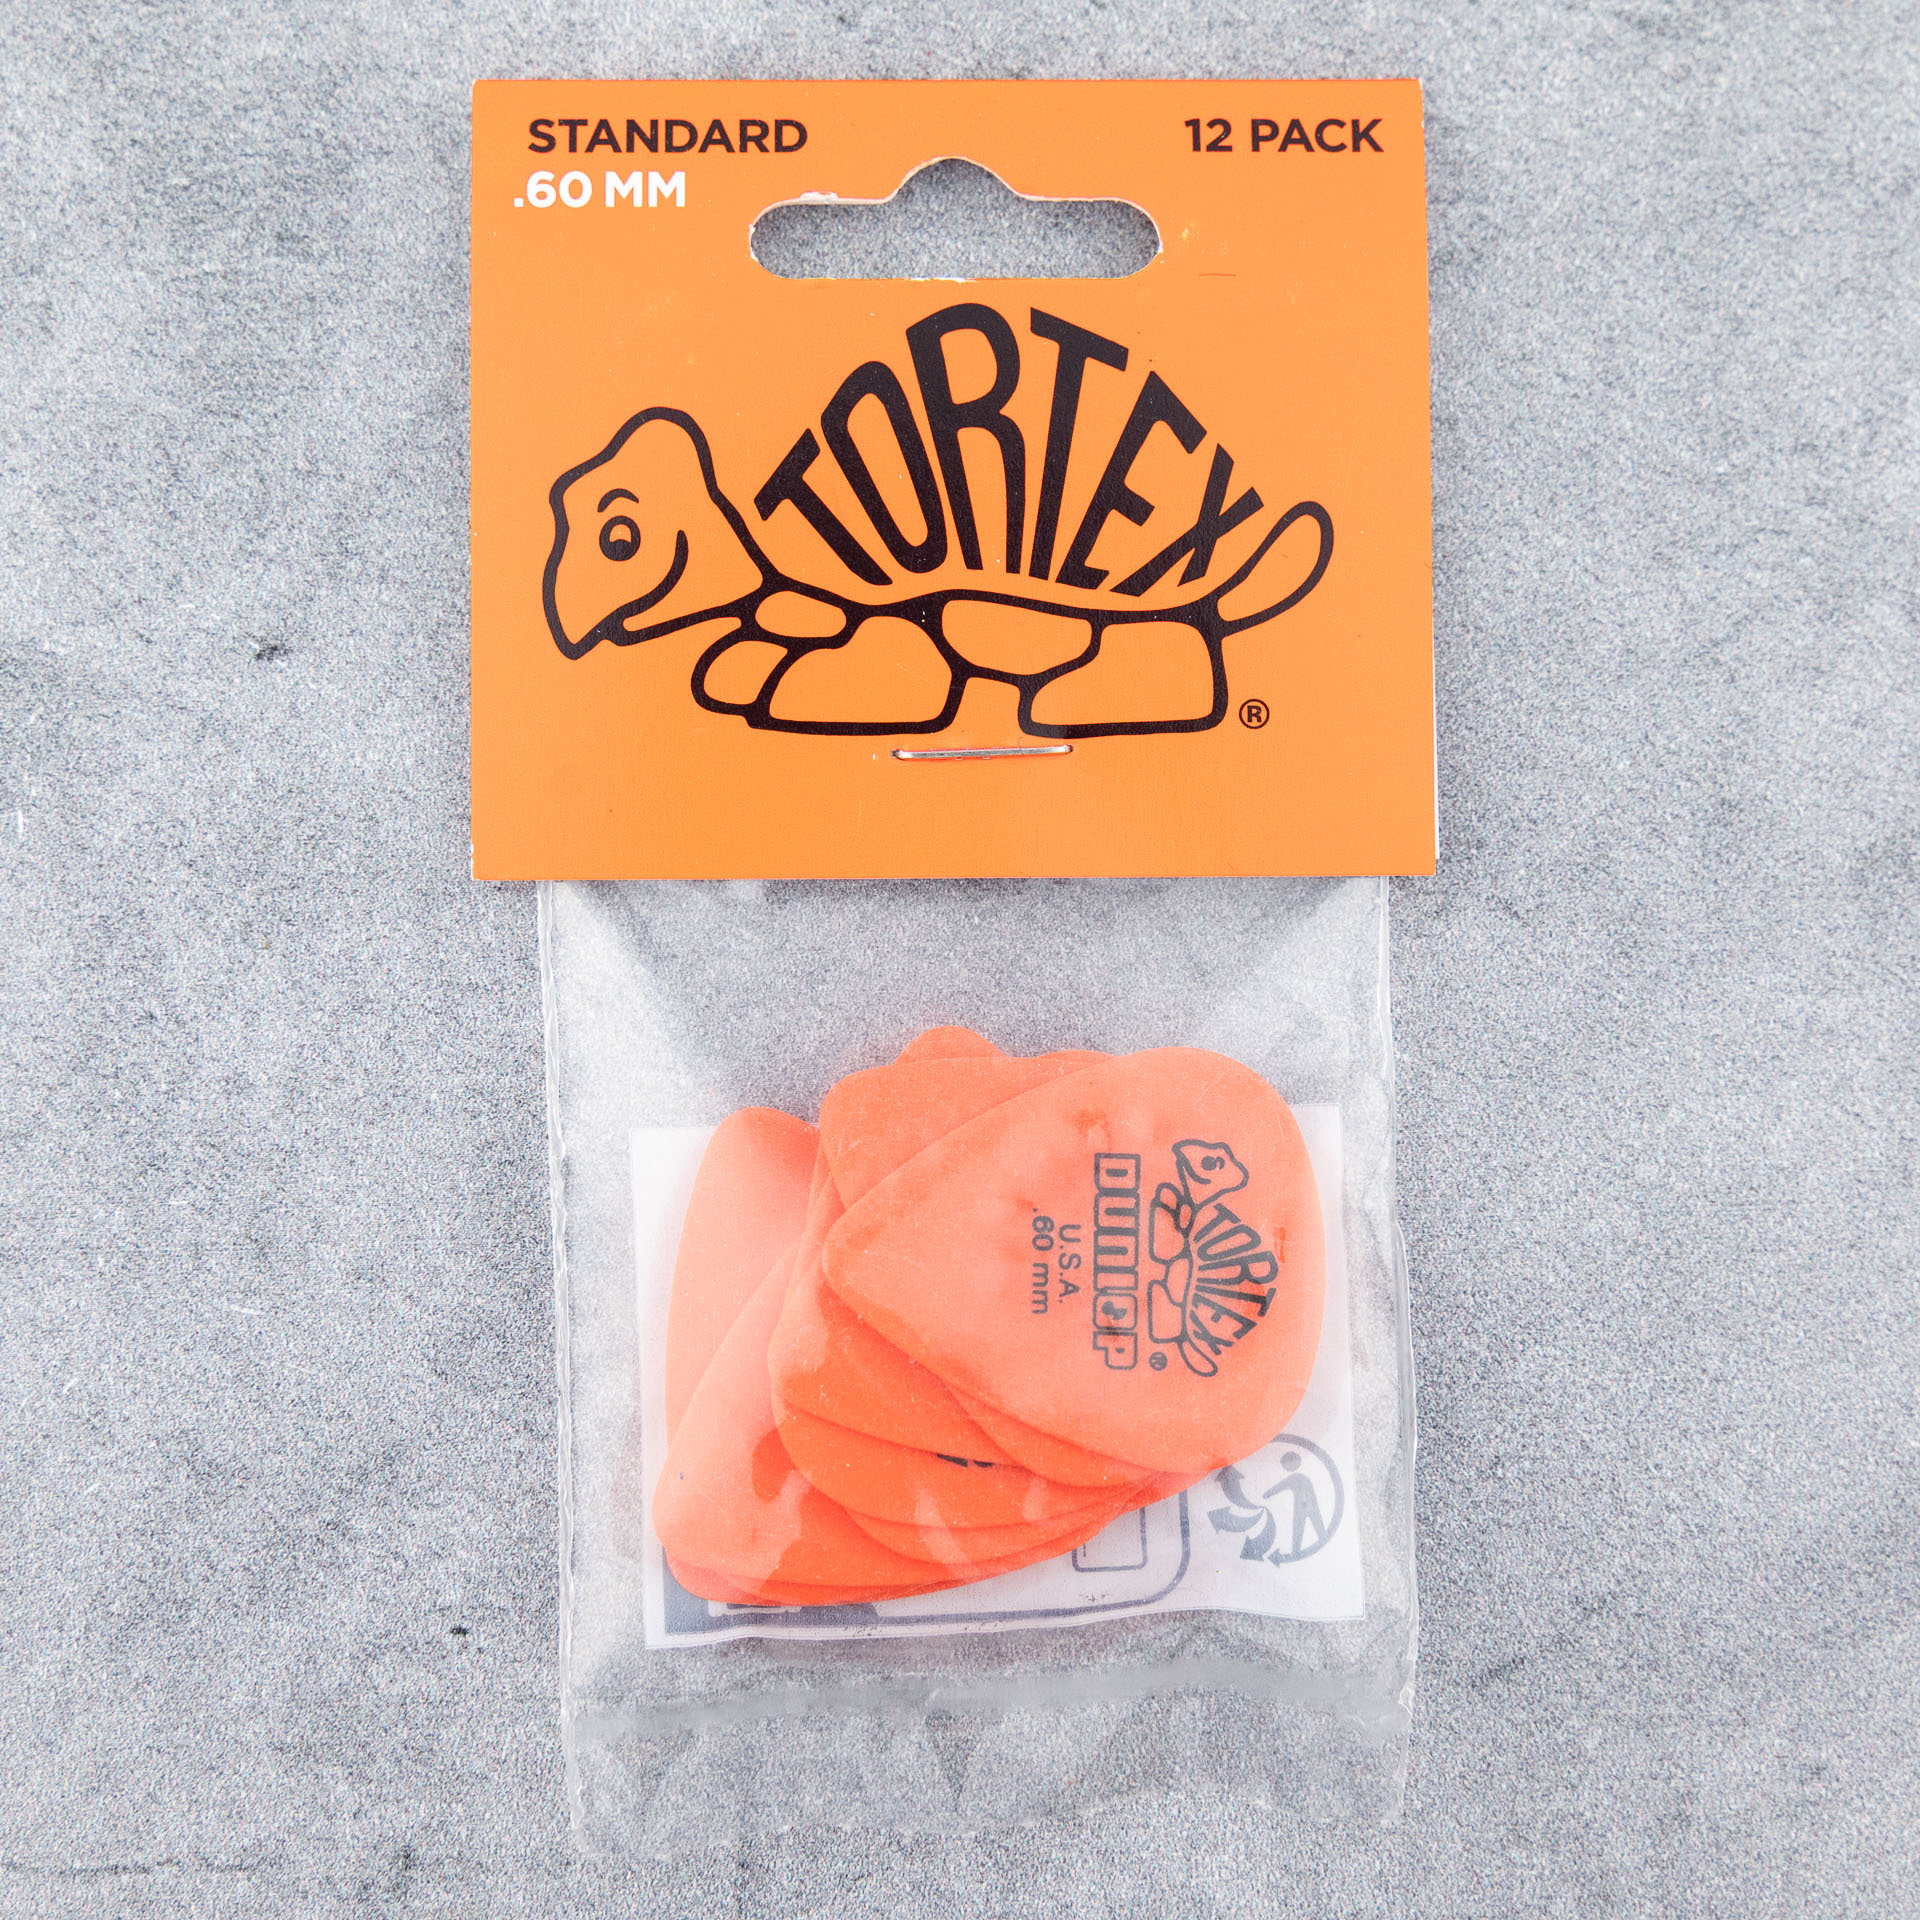 STANDARD
12 PACK
.60 MM
TORTEX
®
TORTEX
®
DUNLOP
U.S.A.
.60 mm